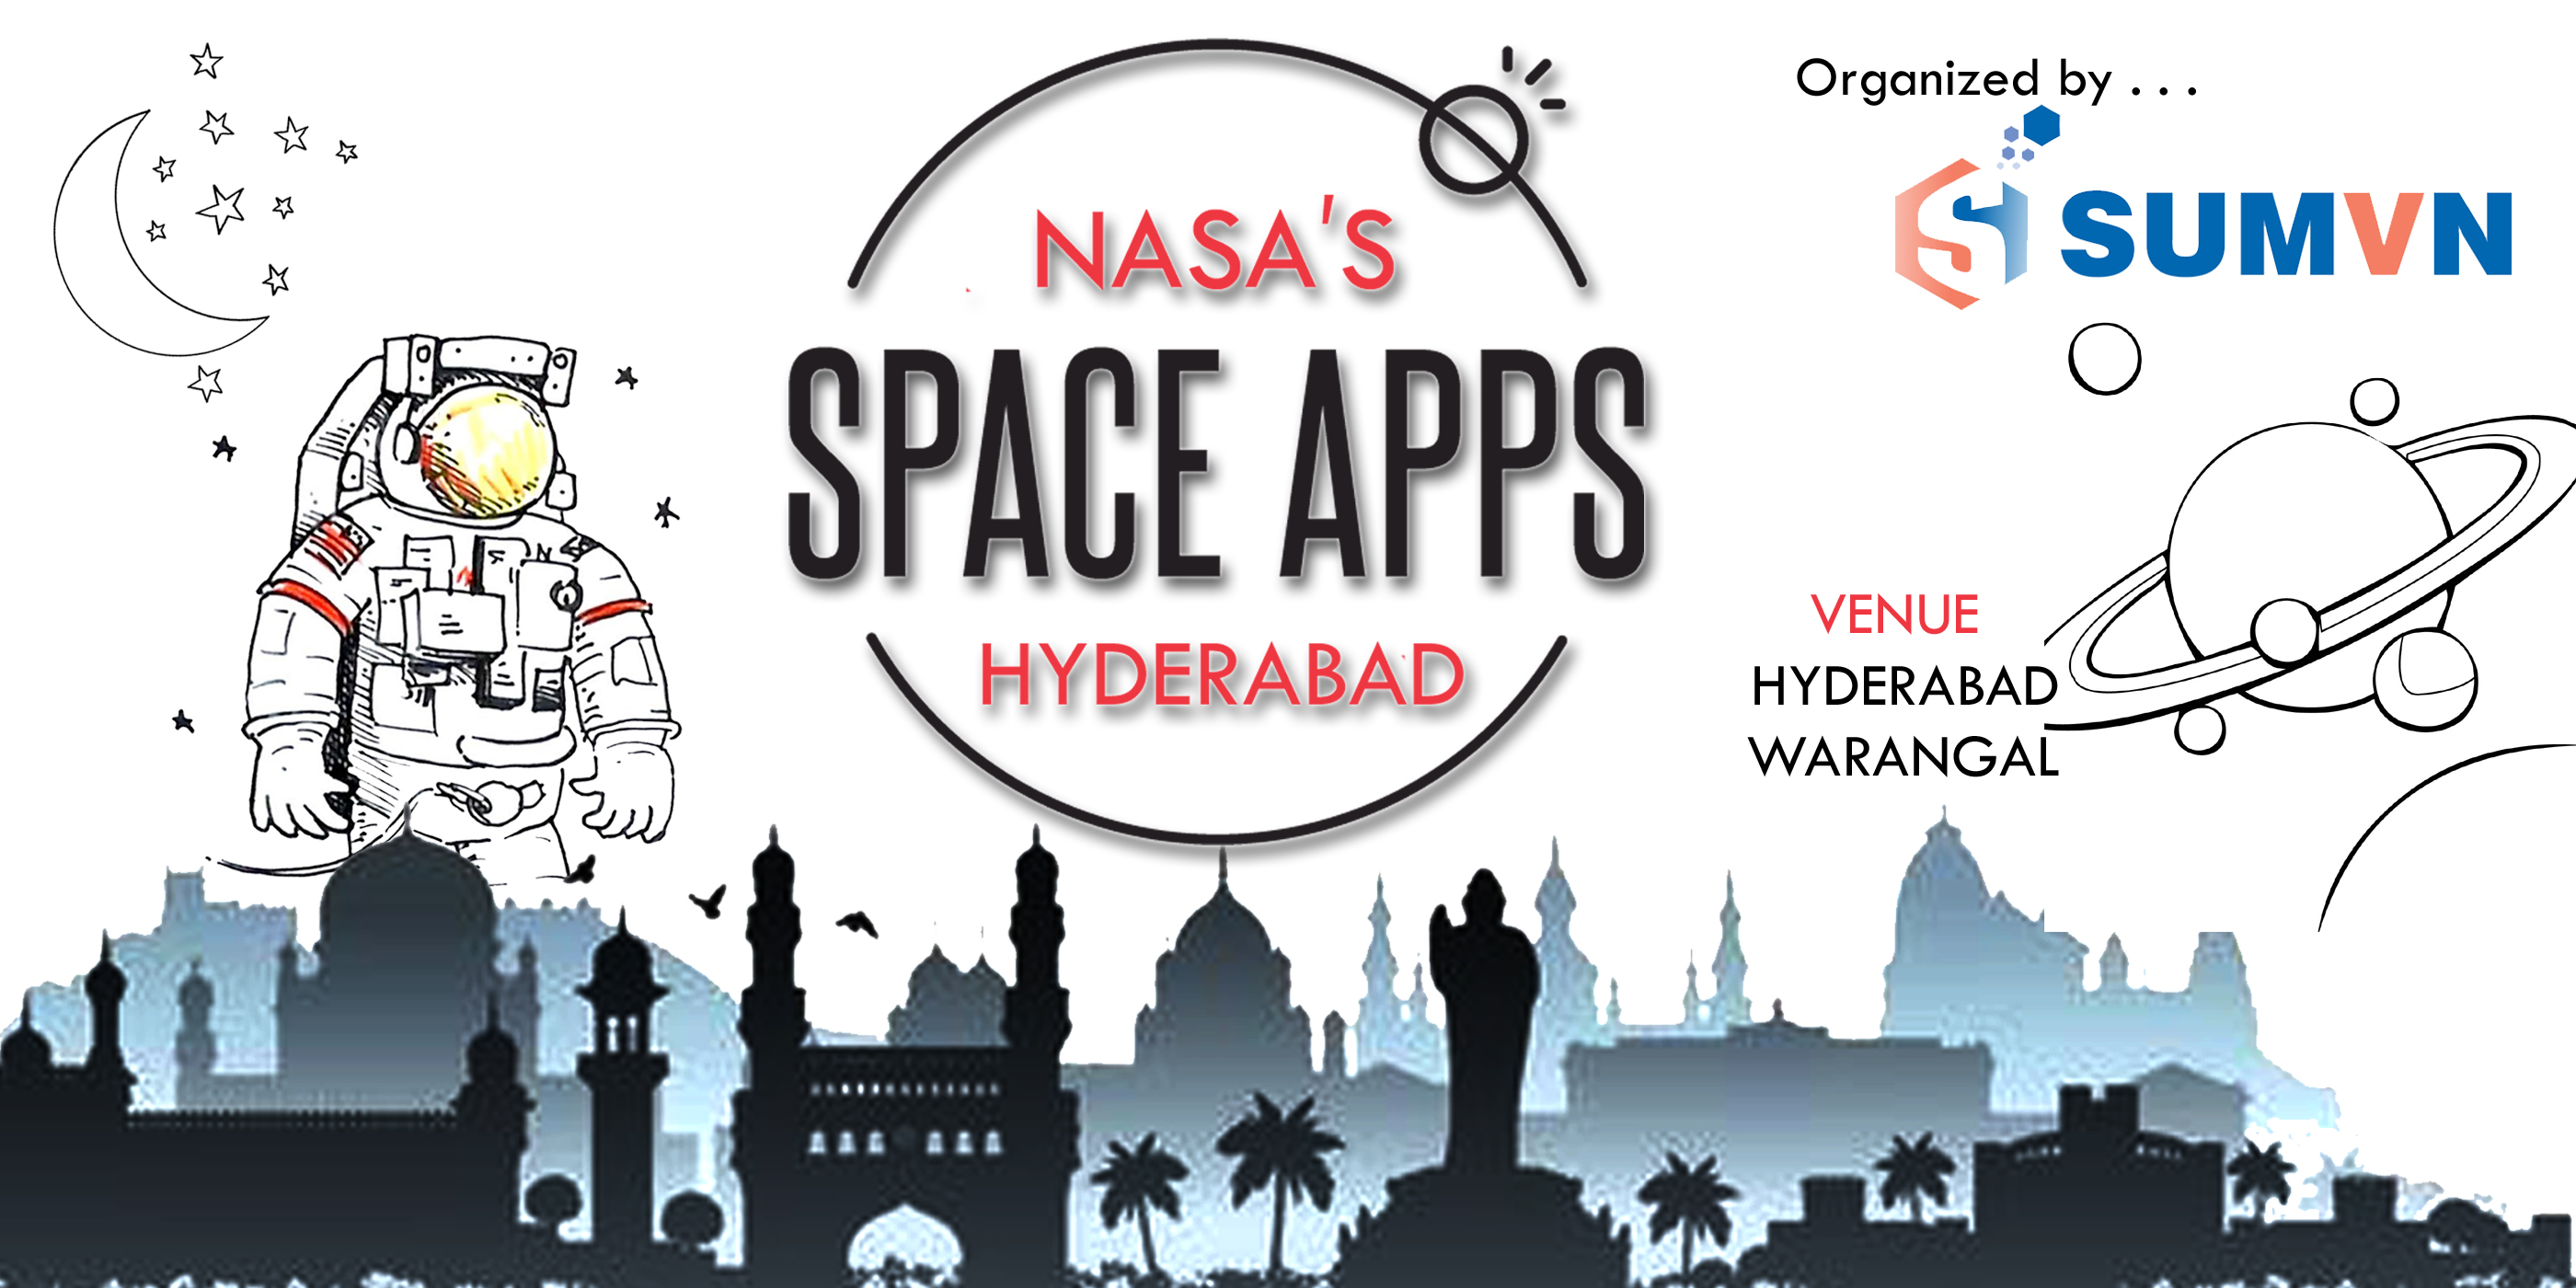 NASA'S
SPACE APPS
HYDERABAD
Organized by . . .
SUMVN
VENUE
HYDERABAD
WARANGAL